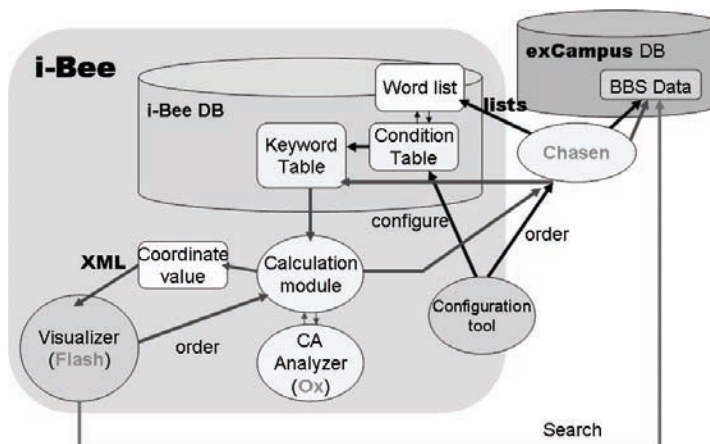 exCampus DB
i-Bee
Word list
lists
BBS Data
i-Bee DB
Keyword
Table
Condition
Table
Chasen
configure
order
XML
Coordinate
value
Calculation
module
Configuration
tool
Visualizer
(Flash)
order
CA
Analyzer
(Ox)
Search